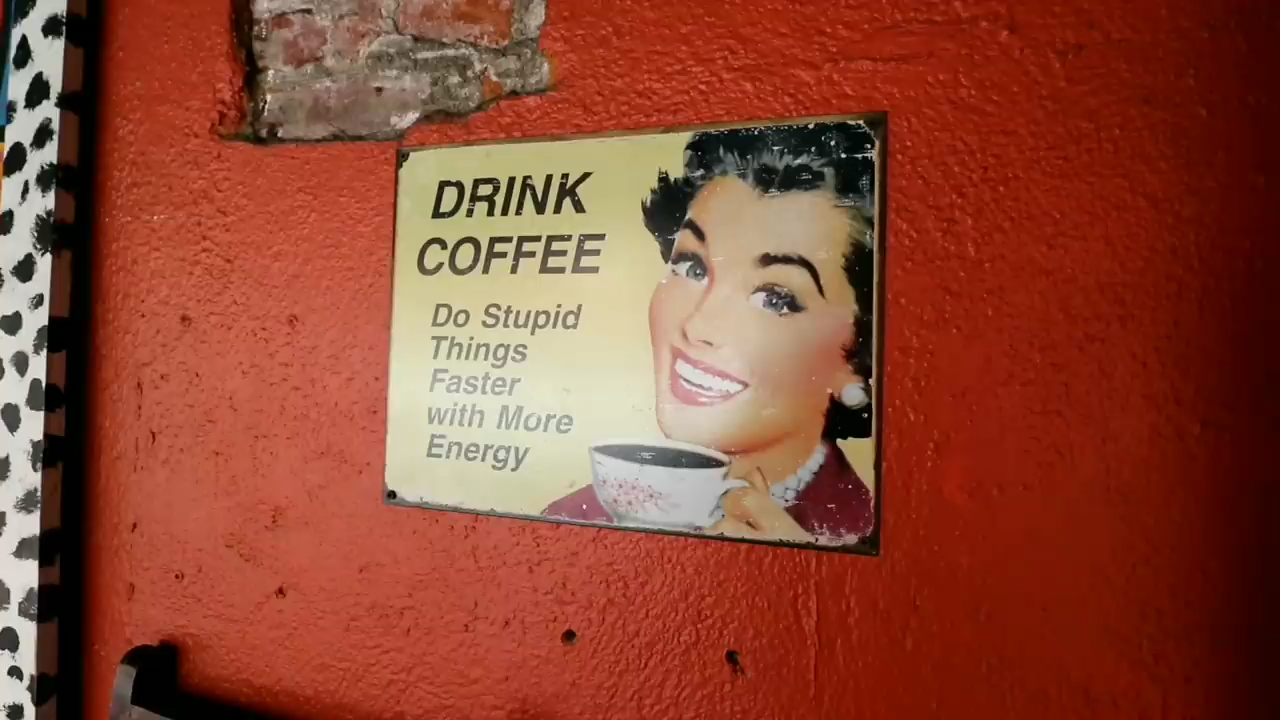 DRINK
COFFEE
Do Stupid
Things
Faster
with More
Energy